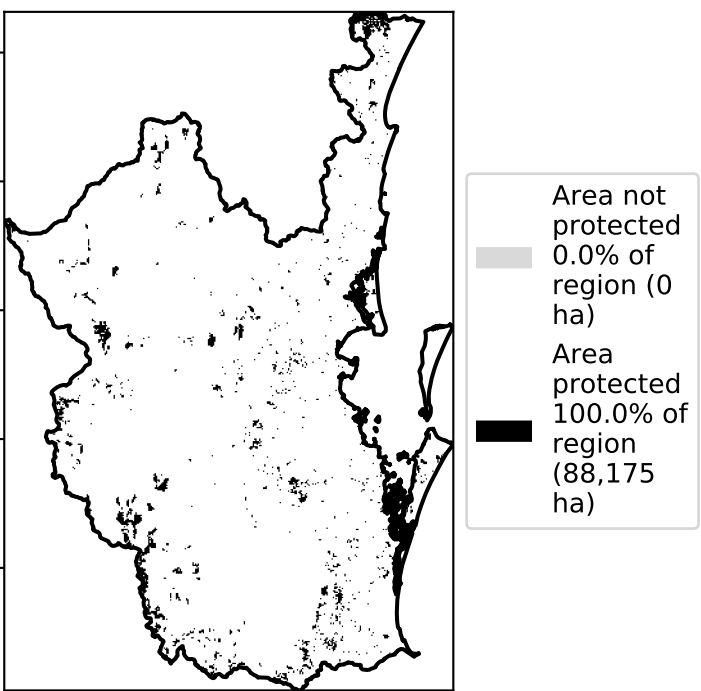 Area not
protected
0.0% of
region (0
ha)
Area
protected
100.0% of
region
(88,175
ha)